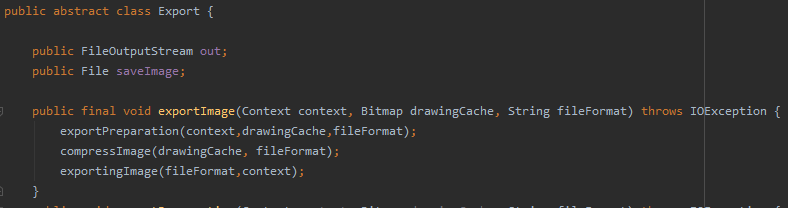 public abstract class Export {
public FileOutputStream out;
public File saveImage;
public final void exportImage(Context context, Bitmap drawingCache, String fileFormat) throws IOException {
exportPreparation(context,drawingCache,fileFormat);
compressImage(drawingCache, fileFormat);
exportingImage(fileFormat,context);
}